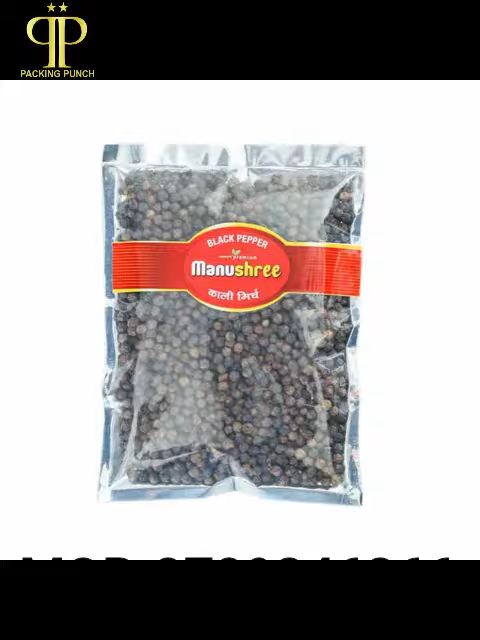 PACKING PUNCH
BLACK PEPPER
premium
Manushree
काली मिर्च